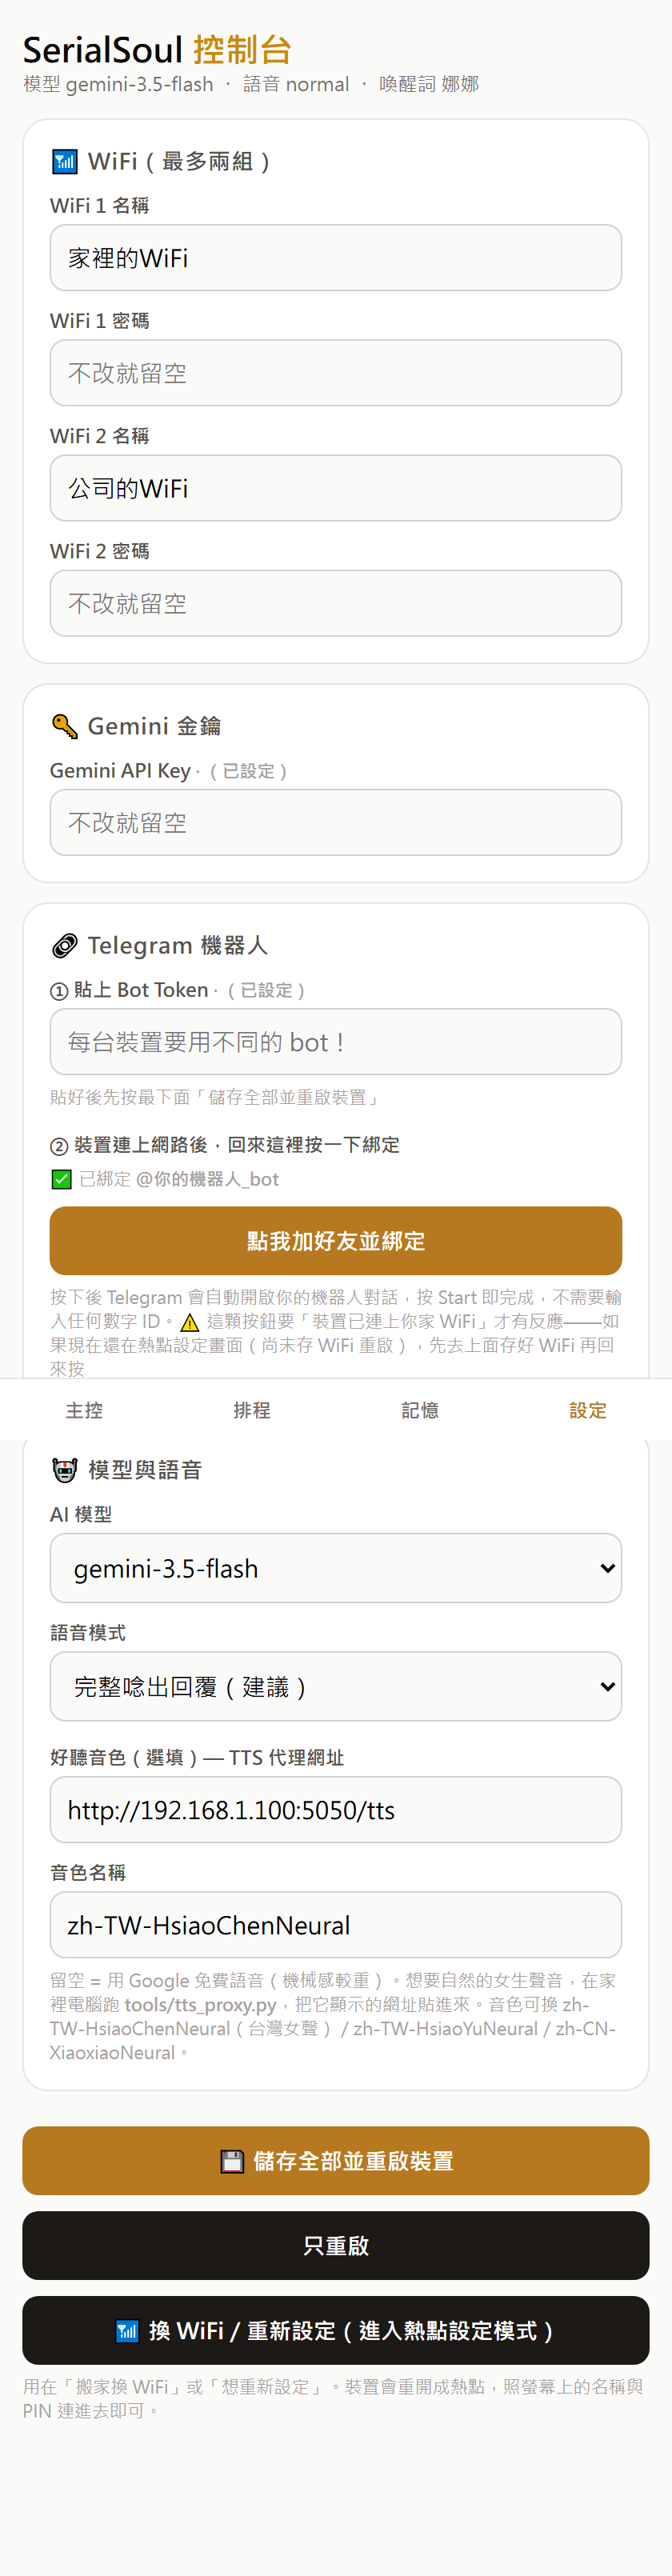 SerialSoul 控制台
模型 gemini-3.5-flash · 語音 normal · 喚醒詞 娜娜
WiFi（最多兩組）
WiFi 1 名稱
家裡的WiFi
WiFi 1 密碼
不改就留空
WiFi 2 名稱
公司的WiFi
WiFi 2 密碼
不改就留空
Gemini 金鑰
Gemini API Key ·（已設定）
不改就留空
Telegram 機器人
① 貼上 Bot Token ·（已設定）
每台裝置要用不同的 bot！
貼好後先按最下面「儲存全部並重啟裝置」
② 裝置連上網路後，回來這裡按一下綁定
✅ 已綁定 @你的機器人_bot
點我加好友並綁定
按下後 Telegram 會自動開啟你的機器人對話，按 Start 即完成，不需要輸
入任何數字 ID。⚠️ 這顆按鈕要「裝置已連上你家 WiFi」才有反應——如
果現在還在熱點設定畫面（尚未存 WiFi 重啟），先去上面存好 WiFi 再回
來按
主控 排程 記憶 設定
模型與語音
AI 模型
gemini-3.5-flash
語音模式
完整唸出回覆（建議）
好聽音色（選填）— TTS 代理網址
http://192.168.1.100:5050/tts
音色名稱
zh-TW-HsiaoChenNeural
留空 = 用 Google 免費語音（機械感較重）。想要自然的女生聲音，在家
裡電腦跑 tools/tts_proxy.py，把它顯示的網址貼進來。音色可換 zh-
TW-HsiaoChenNeural（台灣女聲） / zh-TW-HsiaoYuNeural / zh-CN-
XiaoxiaoNeural。
儲存全部並重啟裝置
只重啟
換 WiFi / 重新設定（進入熱點設定模式）
用在「搬家換 WiFi」或「想重新設定」。裝置會重開成熱點，照螢幕上的名稱與
PIN 連進去即可。